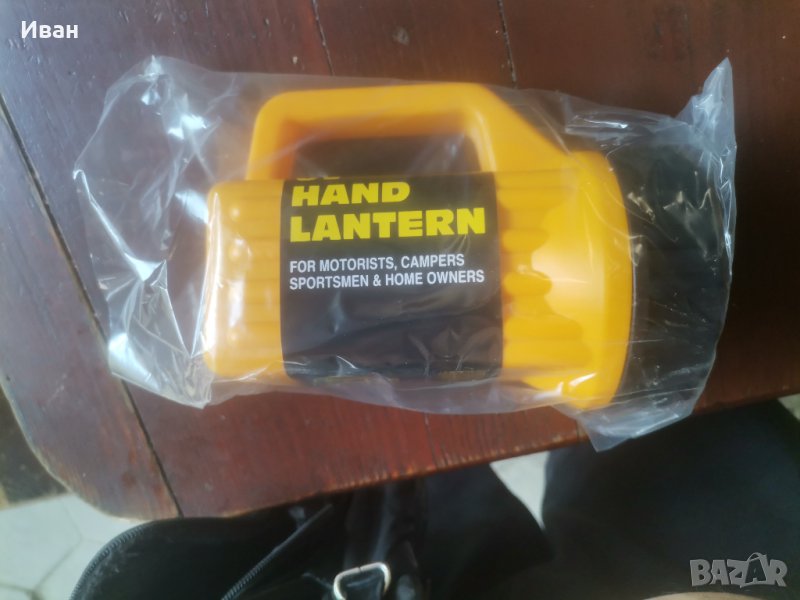 Иван
HAND
LANTERN
FOR MOTORISTS, CAMPERS
SPORTSMEN & HOME OWNERS
BAZAR